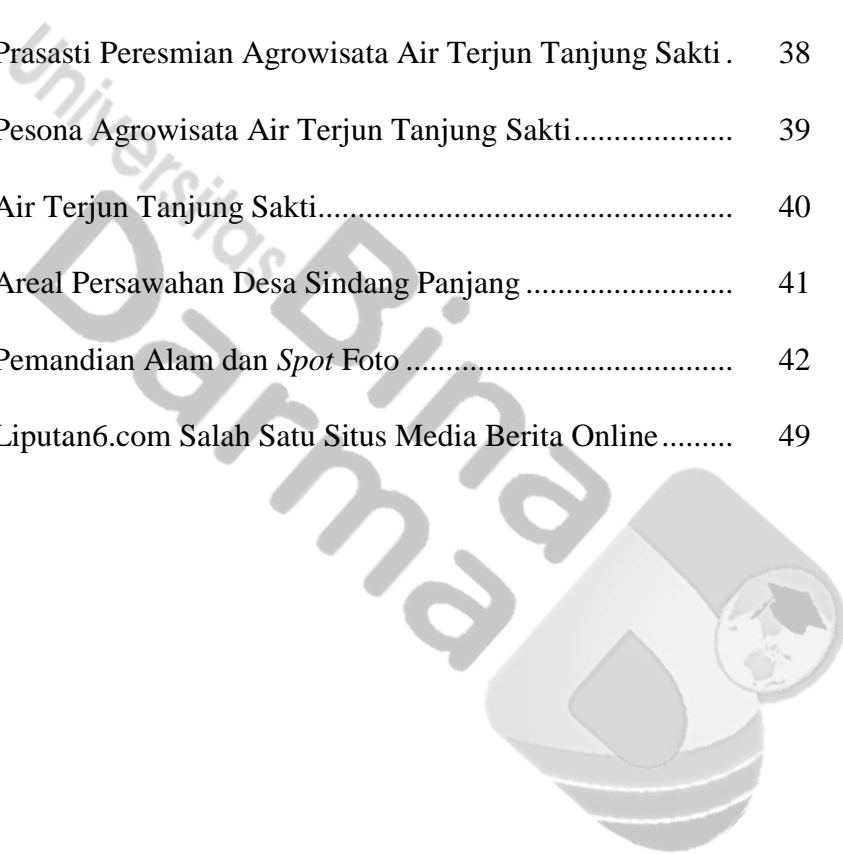 Prasasti Peresmian Agrowisata Air Terjun Tanjung Sakti . 38
Pesona Agrowisata Air Terjun Tanjung Sakti.................... 39
Air Terjun Tanjung Sakti.................................................... 40
Areal Persawahan Desa Sindang Panjang .......................... 41
Pemandian Alam dan Spot Foto ......................................... 42
Liputan6.com Salah Satu Situs Media Berita Online ......... 49
Universitas
Bina
Darma